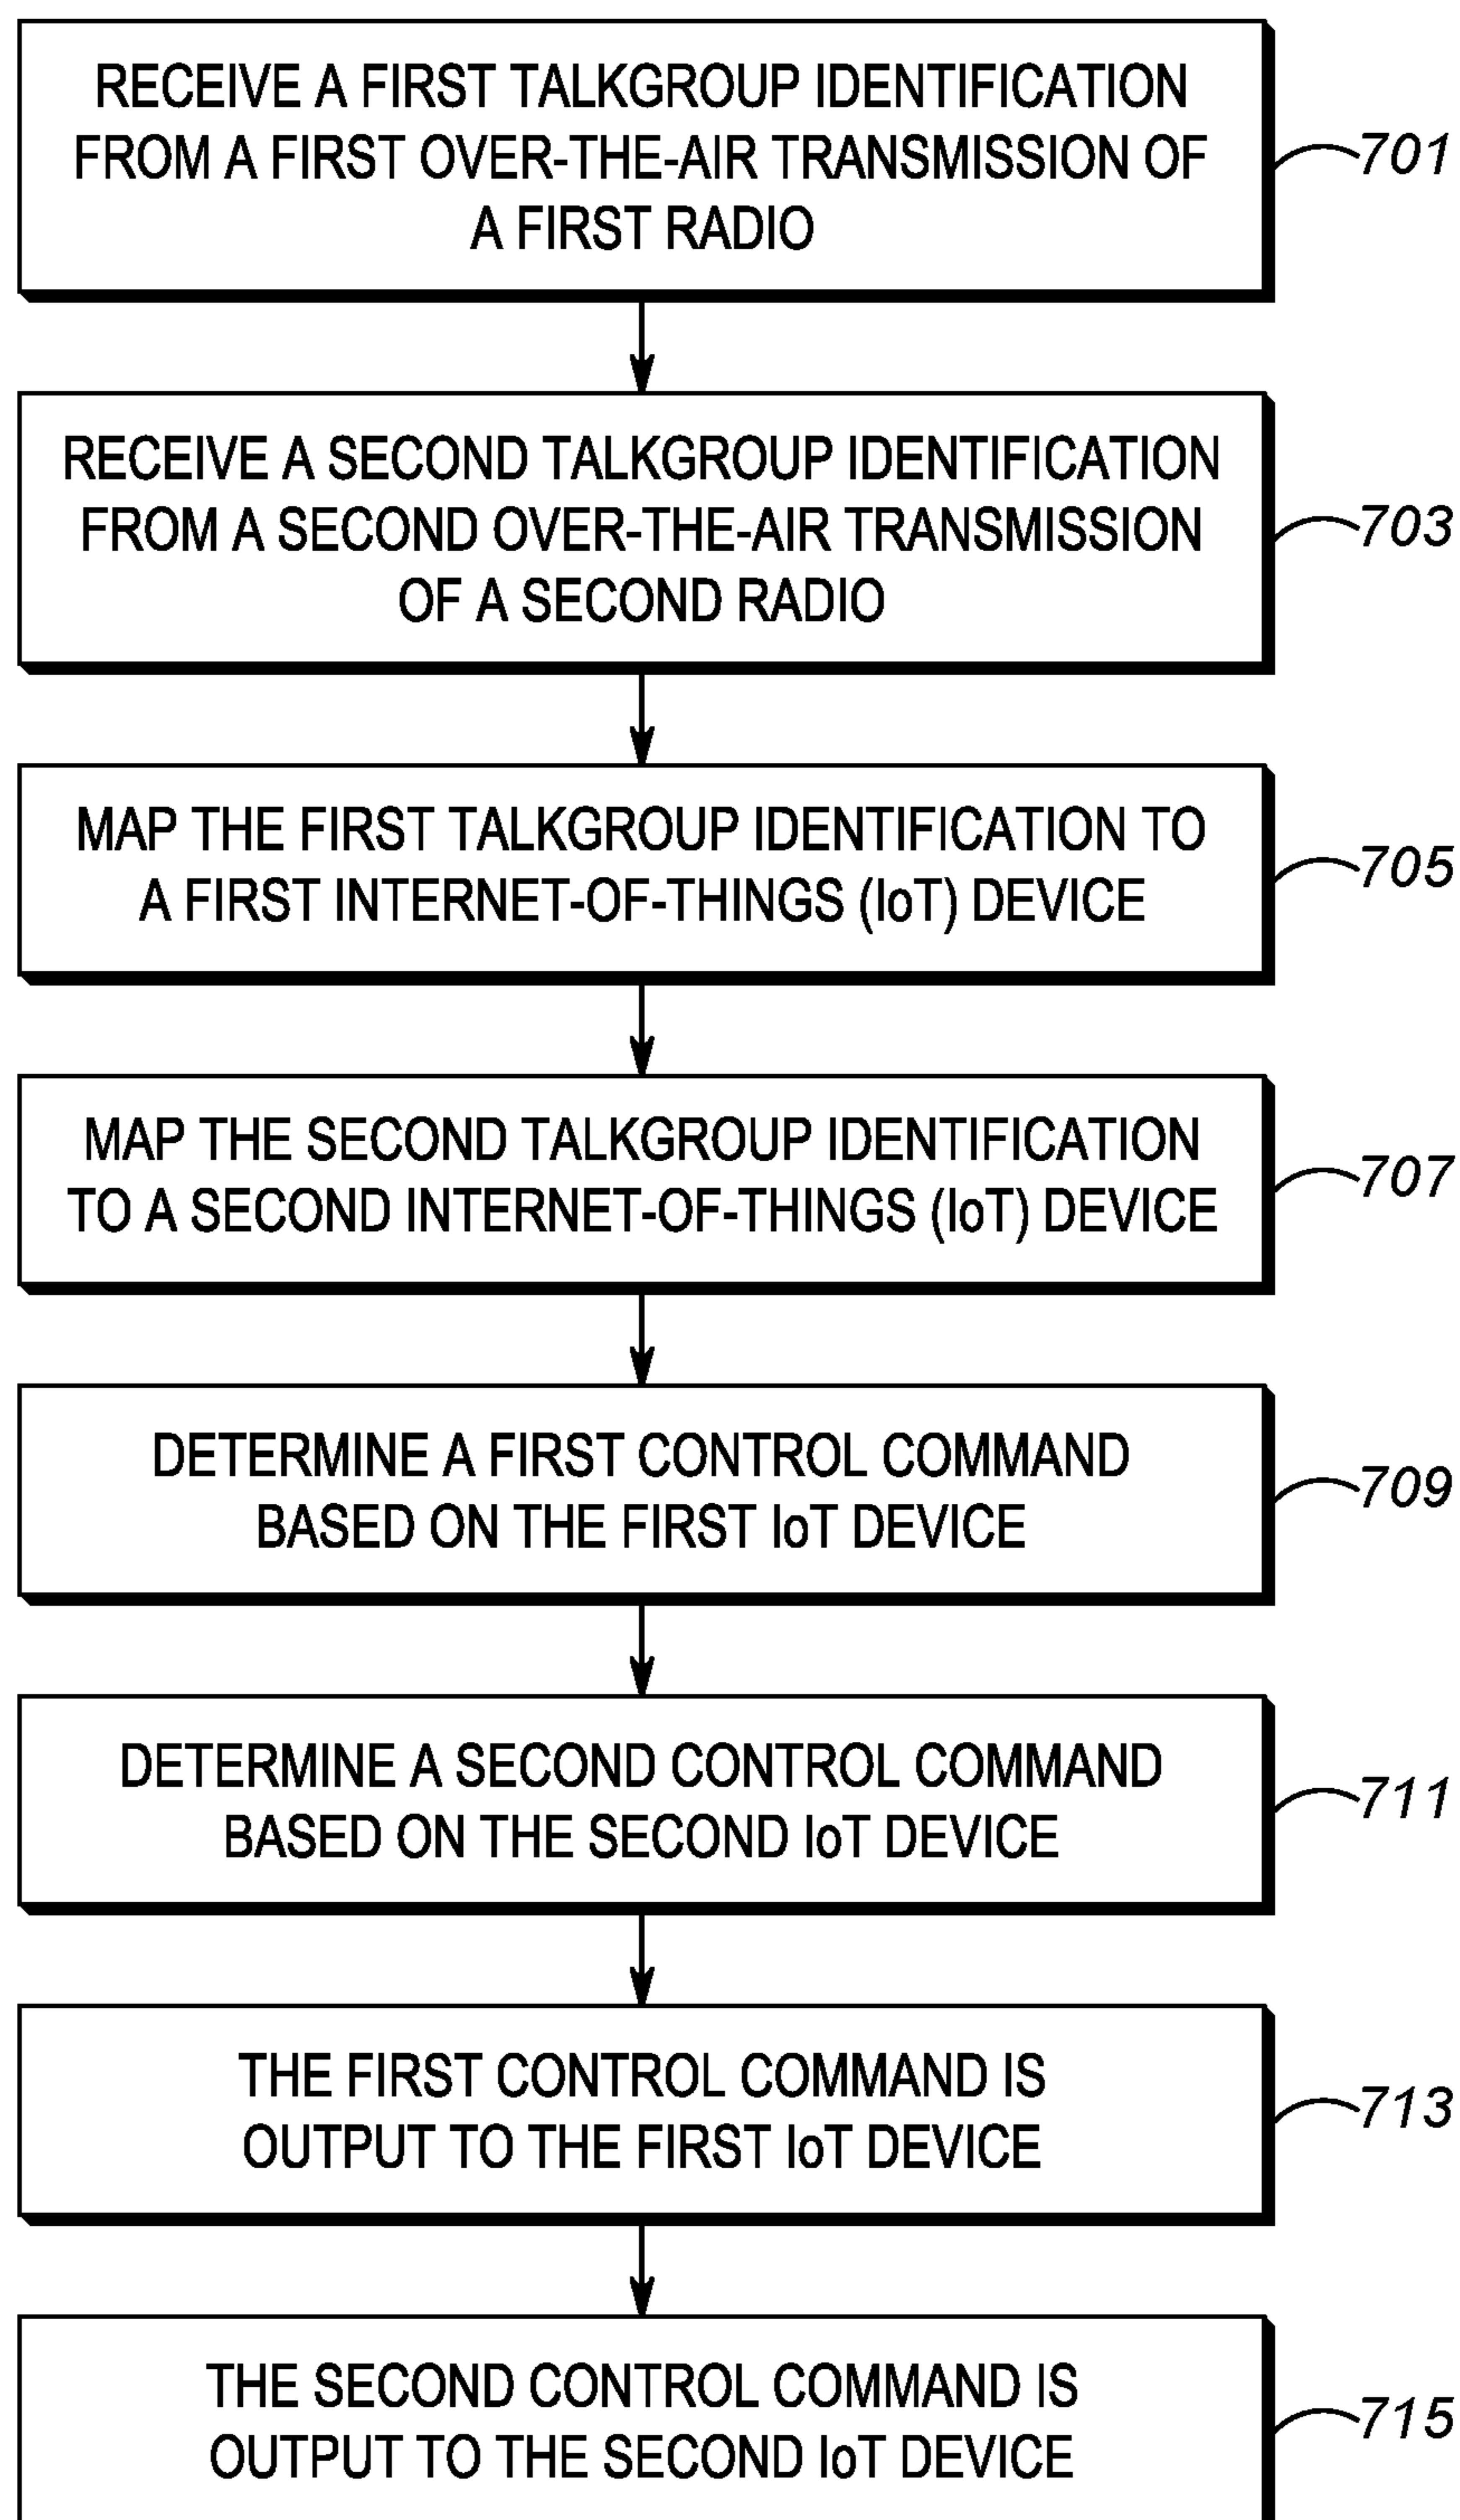 RECEIVE A FIRST TALKGROUP IDENTIFICATION
FROM A FIRST OVER-THE-AIR TRANSMISSION OF
A FIRST RADIO
701
RECEIVE A SECOND TALKGROUP IDENTIFICATION
FROM A SECOND OVER-THE-AIR TRANSMISSION
OF A SECOND RADIO
703
MAP THE FIRST TALKGROUP IDENTIFICATION TO
A FIRST INTERNET-OF-THINGS (IoT) DEVICE
705
MAP THE SECOND TALKGROUP IDENTIFICATION
TO A SECOND INTERNET-OF-THINGS (IoT) DEVICE
707
DETERMINE A FIRST CONTROL COMMAND
BASED ON THE FIRST IoT DEVICE
709
DETERMINE A SECOND CONTROL COMMAND
BASED ON THE SECOND IoT DEVICE
711
THE FIRST CONTROL COMMAND IS
OUTPUT TO THE FIRST IoT DEVICE
713
THE SECOND CONTROL COMMAND IS
OUTPUT TO THE SECOND IoT DEVICE
715